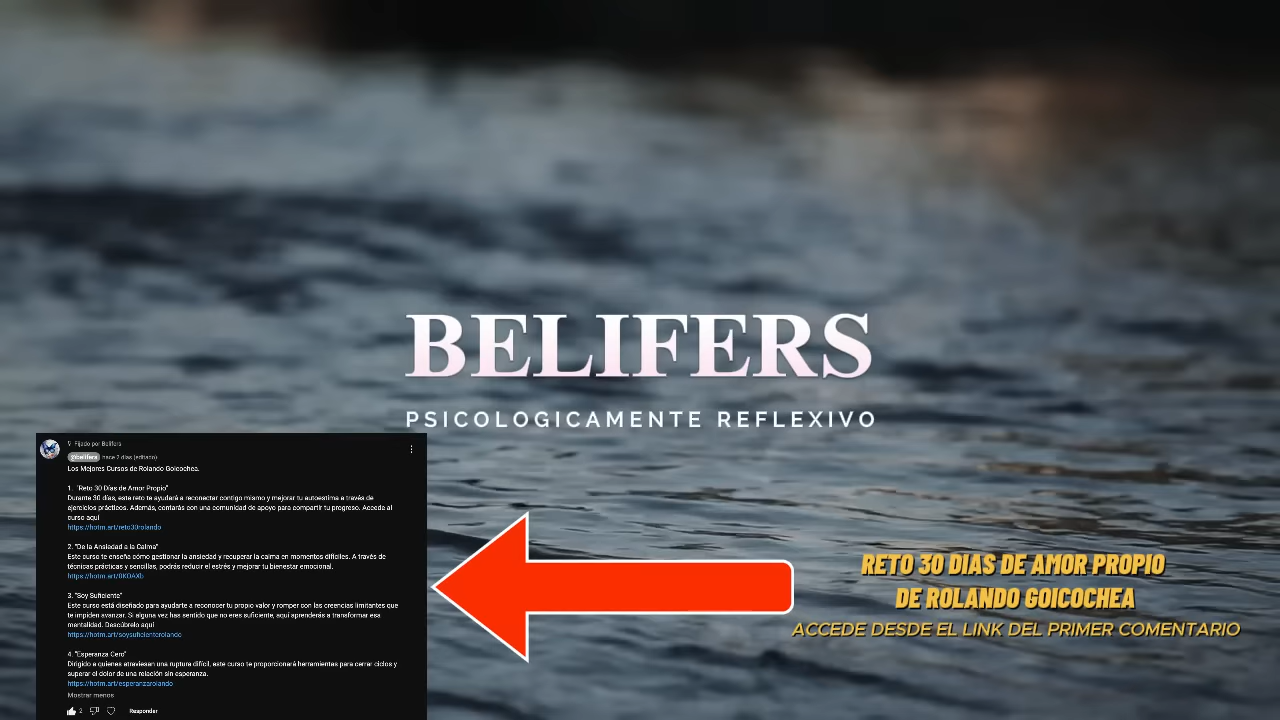 BELIFERS
PSICOLOGICAMENTE REFLEXIVO
Fijado por Belifers
@belifers hace 2 días (editado)
Los Mejores Cursos de Rolando Goicochea.
1. "Reto 30 Días de Amor Propio"
Durante 30 días, este reto te ayudará a reconectar contigo mismo y mejorar tu autoestima a través de
ejercicios prácticos. Además, contarás con una comunidad de apoyo para compartir tu progreso. Accede al
curso aquí
https://hotm.art/reto30rolando
2. "De la Ansiedad a la Calma"
Este curso te enseña cómo gestionar la ansiedad y recuperar la calma en momentos difíciles. A través de
técnicas prácticas y sencillas, podrás reducir el estrés y mejorar tu bienestar emocional.
https://hotm.art/0KOAXb
3. "Soy Suficiente"
Este curso está diseñado para ayudarte a reconocer tu propio valor y romper con las creencias limitantes que
te impiden avanzar. Si alguna vez has sentido que no eres suficiente, aquí aprenderás a transformar esa
mentalidad. Descúbrelo aquí
https://hotm.art/soysuficienterolando
4. "Esperanza Cero"
Dirigido a quienes atraviesan una ruptura difícil, este curso te proporcionará herramientas para cerrar ciclos y
superar el dolor de una relación sin esperanza.
https://hotm.art/esperanzarolando
Mostrar menos
2 Responder
RETO 30 DIAS DE AMOR PROPIO
DE ROLANDO GOICOCHEA
ACCEDE DESDE EL LINK DEL PRIMER COMENTARIO